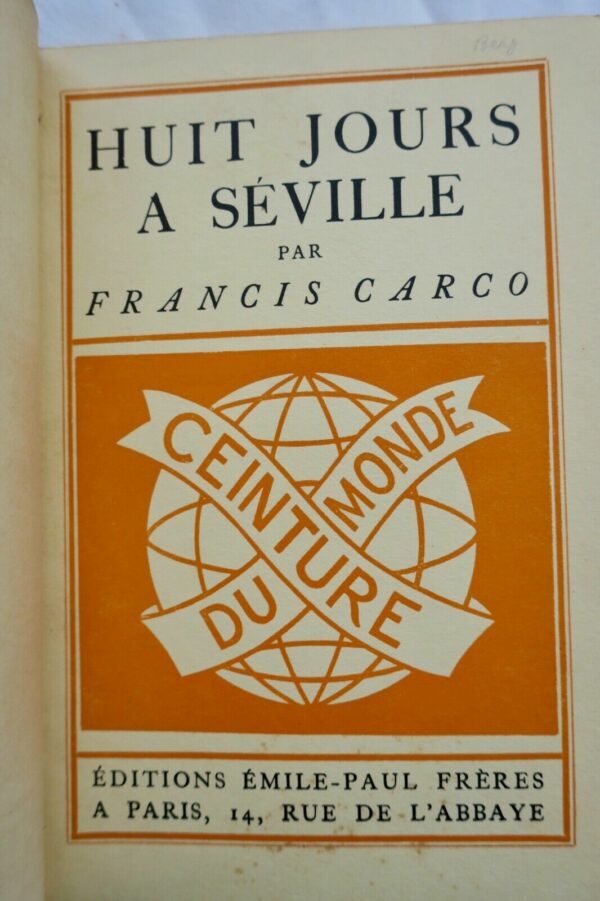 HUIT JOURS
A SÉVILLE
PAR
FRANCIS CARCO
CEINTURE
DU MONDE
ÉDITIONS ÉMILE-PAUL FRÈRES
A PARIS, 14, RUE DE L'ABBAYE